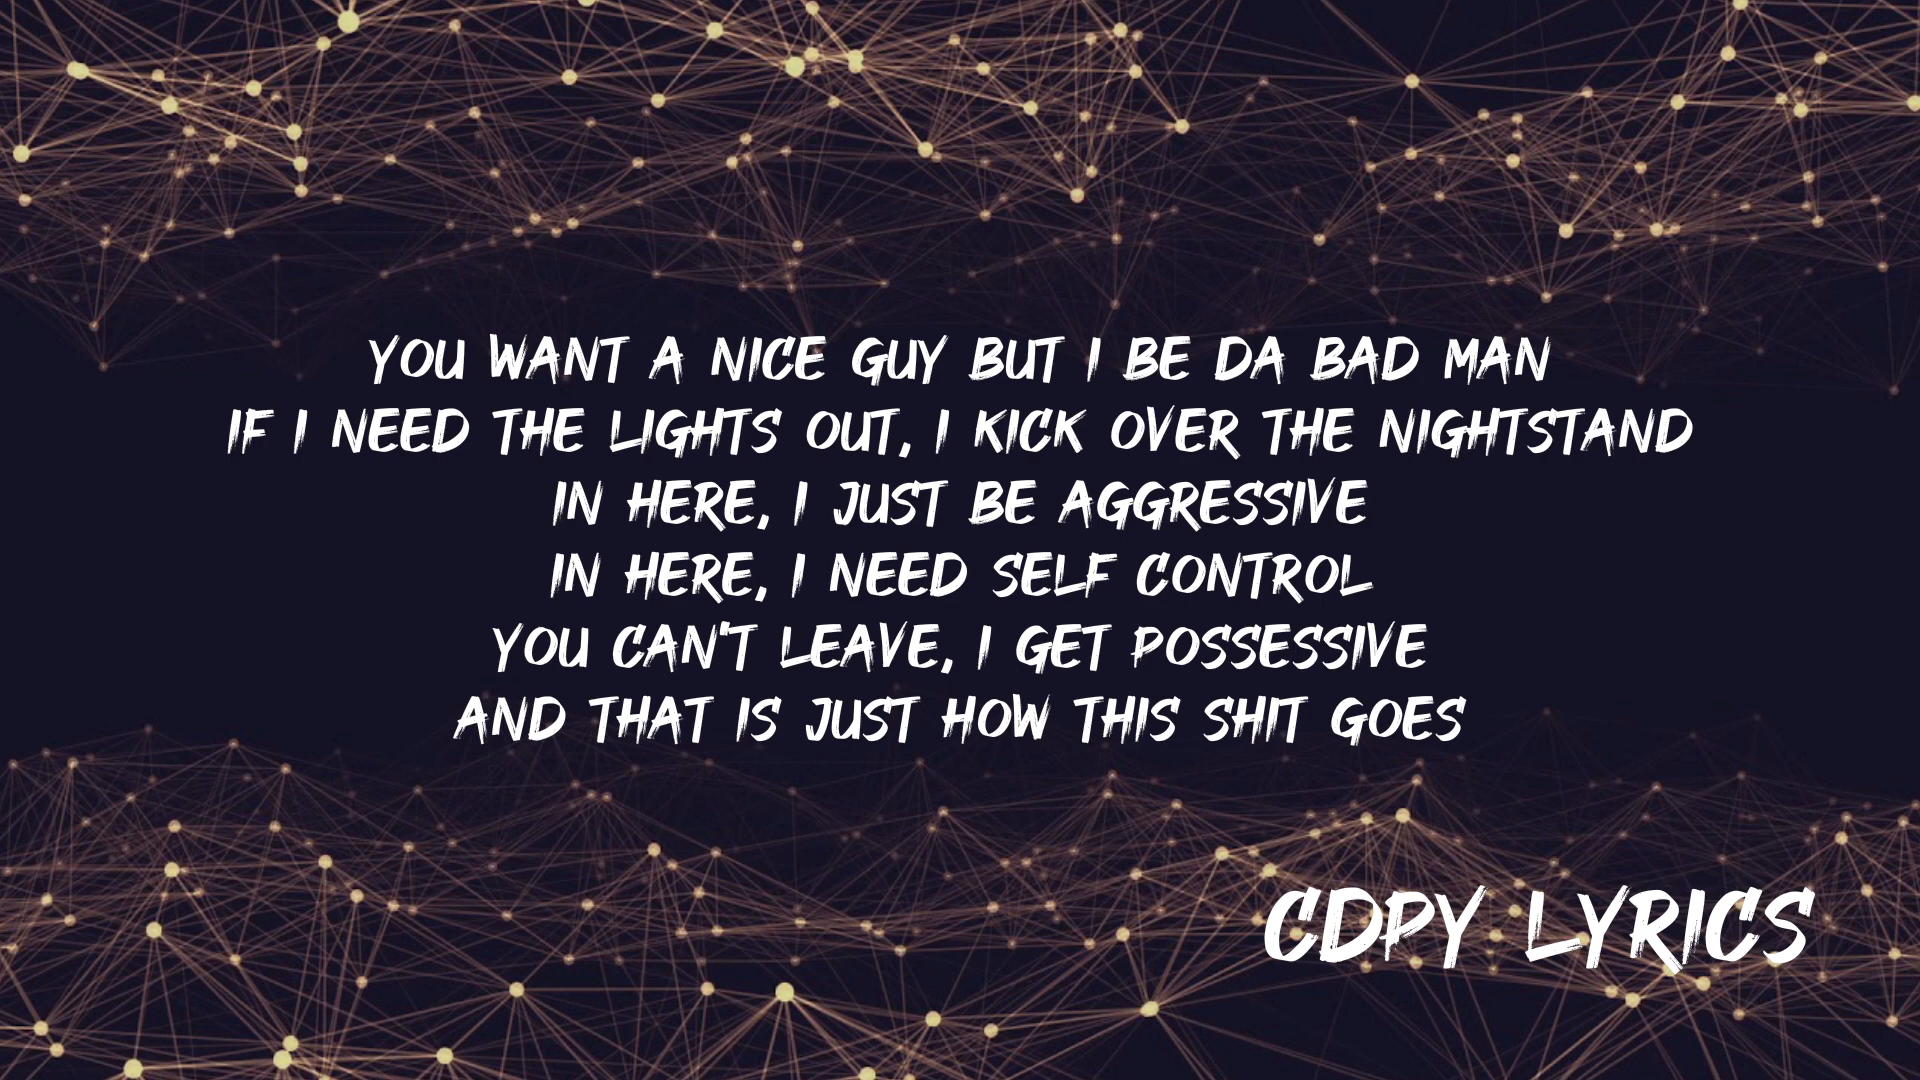 YOU WANT A NICE GUY BUT I BE DA BAD MAN
IF I NEED THE LIGHTS OUT, I KICK OVER THE NIGHTSTAND
IN HERE, I JUST BE AGGRESSIVE
IN HERE, I NEED SELF CONTROL
YOU CAN'T LEAVE, I GET POSSESSIVE
AND THAT IS JUST HOW THIS SHIT GOES
CDPY LYRICS